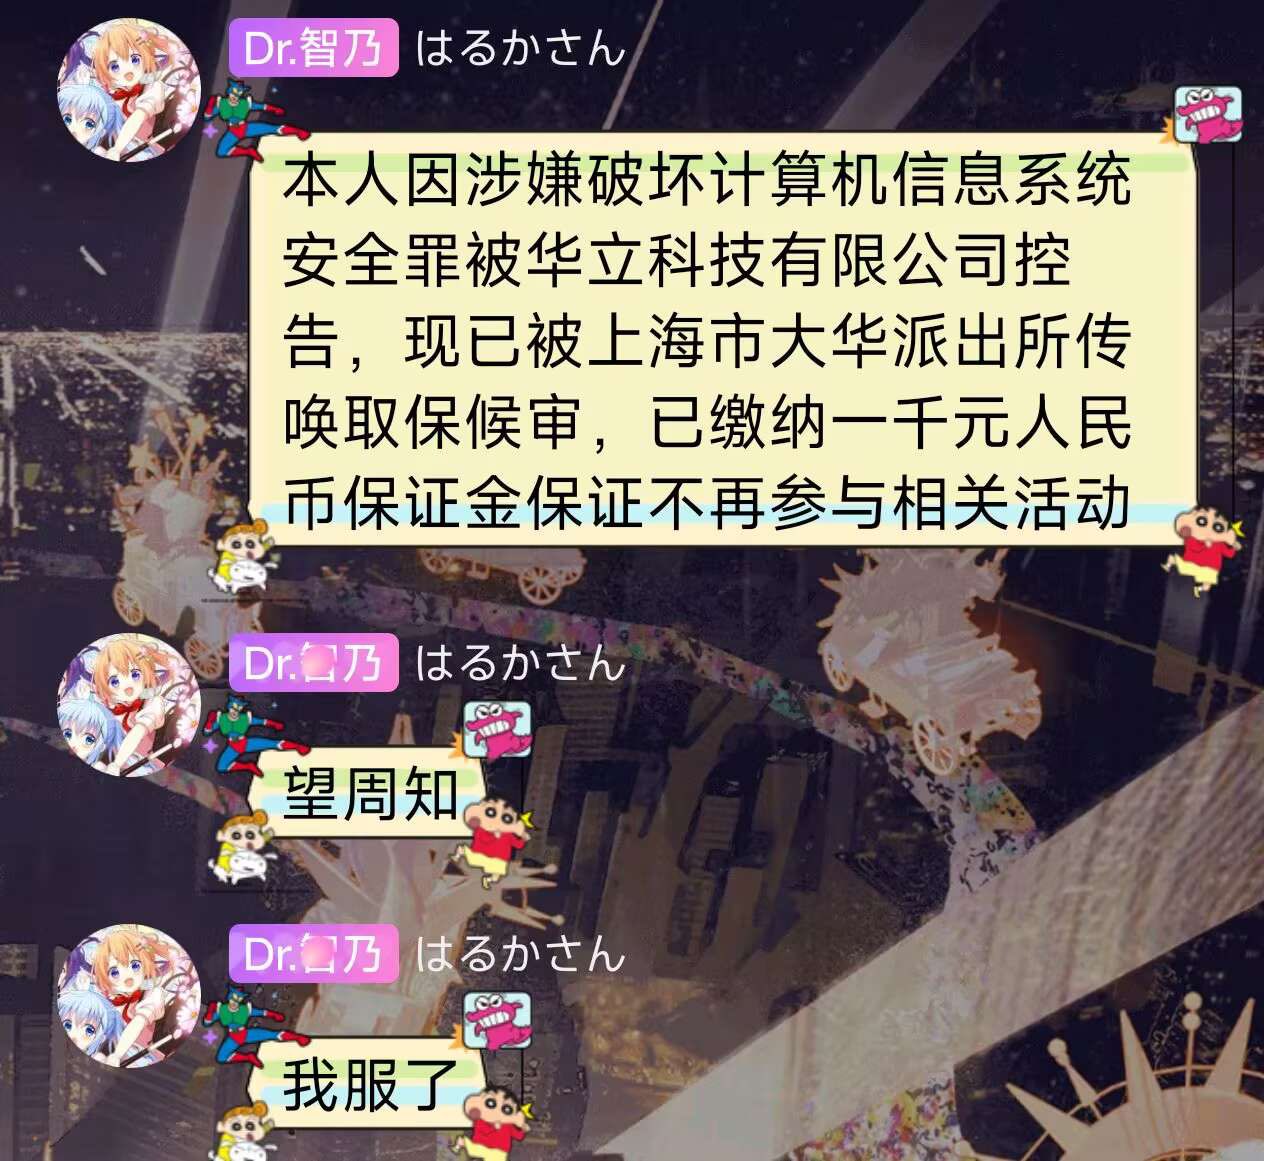 Dr.智乃 はるかさん
本人因涉嫌破坏计算机信息系统
安全罪被华立科技有限公司控
告，现已被上海市大华派出所传
唤取保候审，已缴纳一千元人民
币保证金保证不再参与相关活动
Dr.智乃 はるかさん
望周知
Dr.智乃 はるかさん
我服了